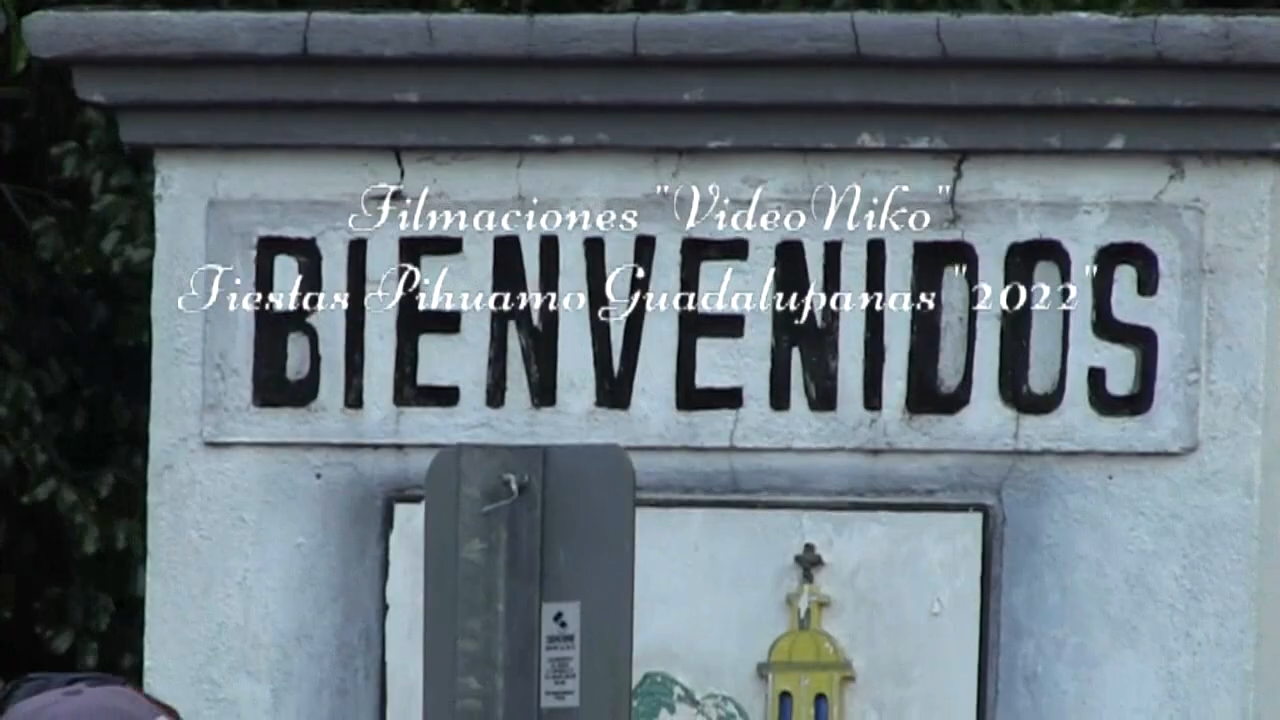 Filmaciones "VideoNiko"
Fiestas Pihuamo Guadalupanas "2022"
BIENVENIDOS